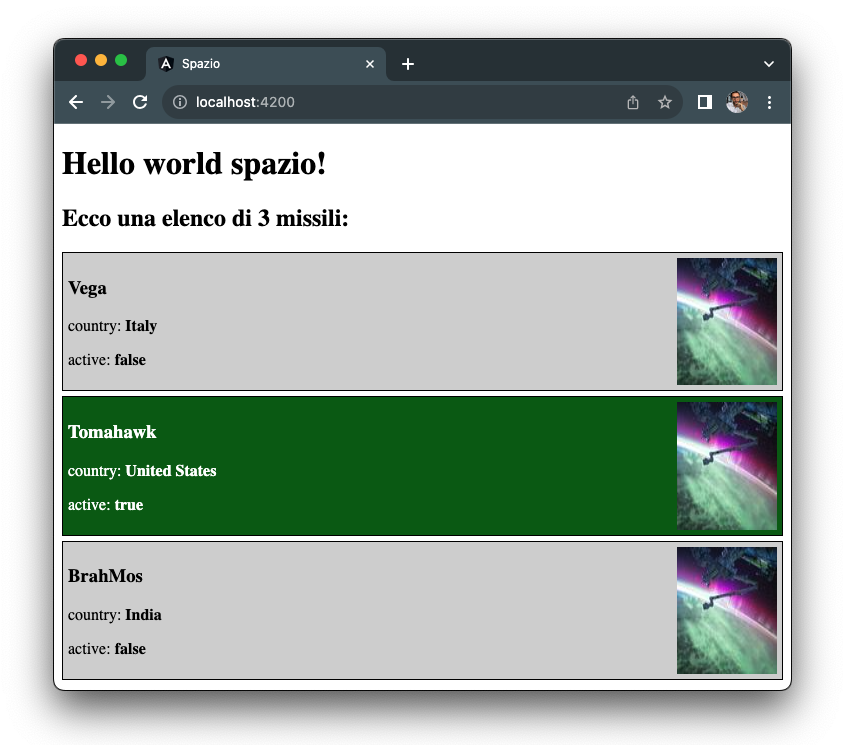 Spazio
localhost:4200
Hello world spazio!
Ecco una elenco di 3 missili:
Vega
country: Italy
active: false
Tomahawk
country: United States
active: true
BrahMos
country: India
active: false